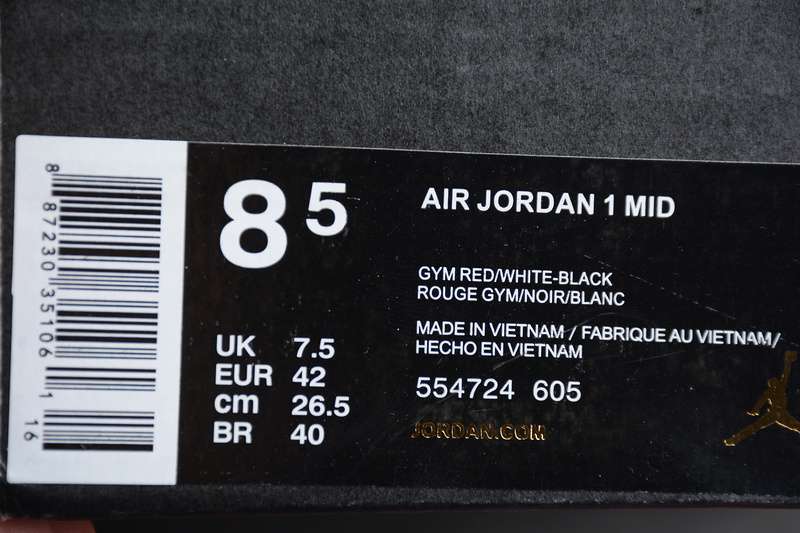 8 87230 35106 1
16
8 5
AIR JORDAN 1 MID
GYM RED/WHITE-BLACK
ROUGE GYM/NOIR/BLANC
MADE IN VIETNAM / FABRIQUE AU VIETNAM/
HECHO EN VIETNAM
UK 7.5
EUR 42
cm 26.5
BR 40
554724 605
JORDAN.COM